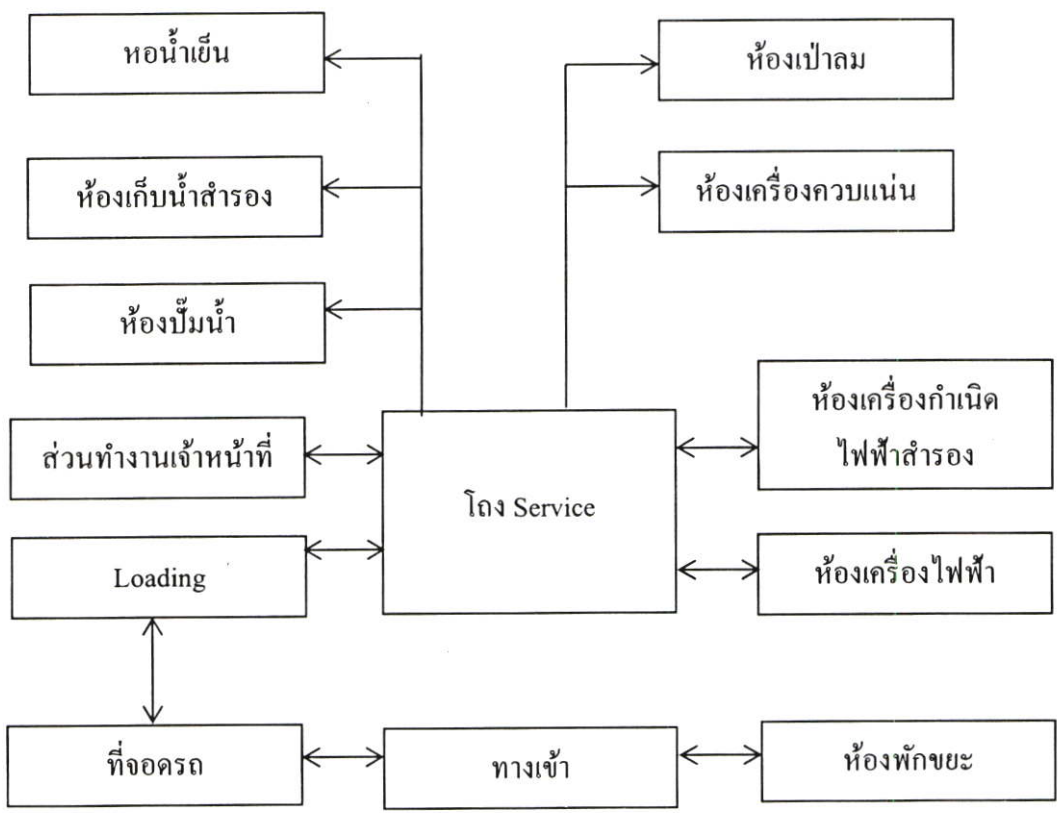 หอน้ำเย็น
ห้องเป่าลม
ห้องเก็บน้ำสำรอง
ห้องเครื่องควบแน่น
ห้องปั๊มน้ำ
ส่วนทำงานเจ้าหน้าที่
ห้องเครื่องกำเนิด
ไฟฟ้าสำรอง
โถง Service
Loading
ห้องเครื่องไฟฟ้า
ที่จอดรถ
ทางเข้า
ห้องพักขยะ